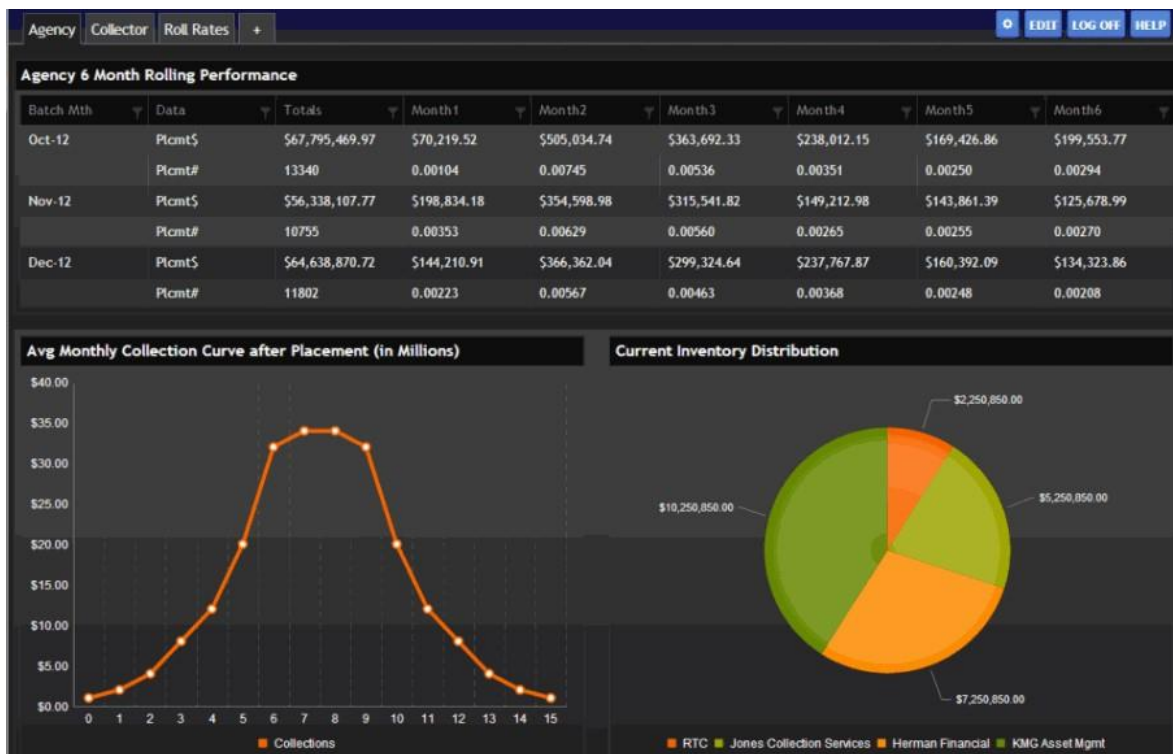 Agency Collector Roll Rates + EDIT LOG OFF HELP
Agency 6 Month Rolling Performance
Batch Mth Data Totals Month1 Month2 Month3 Month4 Month5 Month6
Oct-12 Plcmt$ $67,795,469.97 $70,219.52 $505,034.74 $363,692.33 $238,012.15 $169,426.86 $199,553.77
Plcmt# 13340 0.00104 0.00745 0.00536 0.00351 0.00250 0.00294
Nov-12 Plcmt$ $56,338,107.77 $198,834.18 $354,598.98 $315,541.82 $149,212.98 $143,861.39 $125,678.99
Plcmt# 10755 0.00353 0.00629 0.00560 0.00265 0.00255 0.00270
Dec-12 Plcmt$ $64,638,870.72 $144,210.91 $366,362.04 $299,324.64 $237,767.87 $160,392.09 $134,323.86
Plcmt# 11802 0.00223 0.00567 0.00463 0.00368 0.00248 0.00208
Avg Monthly Collection Curve after Placement (in Millions)
$40.00
$35.00
$30.00
$25.00
$20.00
$15.00
$10.00
$5.00
$0.00
0 1 2 3 4 5 6 7 8 9 10 11 12 13 14 15
Collections
Current Inventory Distribution
$2,250,850.00
$5,250,850.00
$10,250,850.00
$7,250,850.00
RTC Jones Collection Services Herman Financial KMG Asset Mgmt